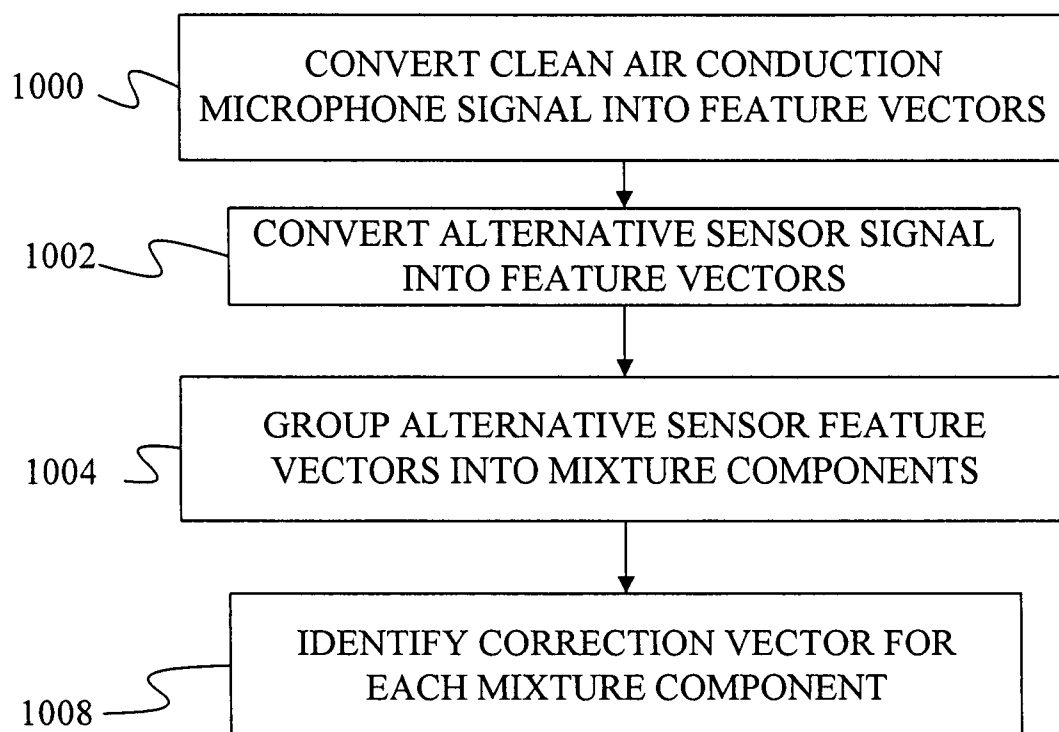 1000
CONVERT CLEAN AIR CONDUCTION
MICROPHONE SIGNAL INTO FEATURE VECTORS
1002
CONVERT ALTERNATIVE SENSOR SIGNAL
INTO FEATURE VECTORS
1004
GROUP ALTERNATIVE SENSOR FEATURE
VECTORS INTO MIXTURE COMPONENTS
1008
IDENTIFY CORRECTION VECTOR FOR
EACH MIXTURE COMPONENT